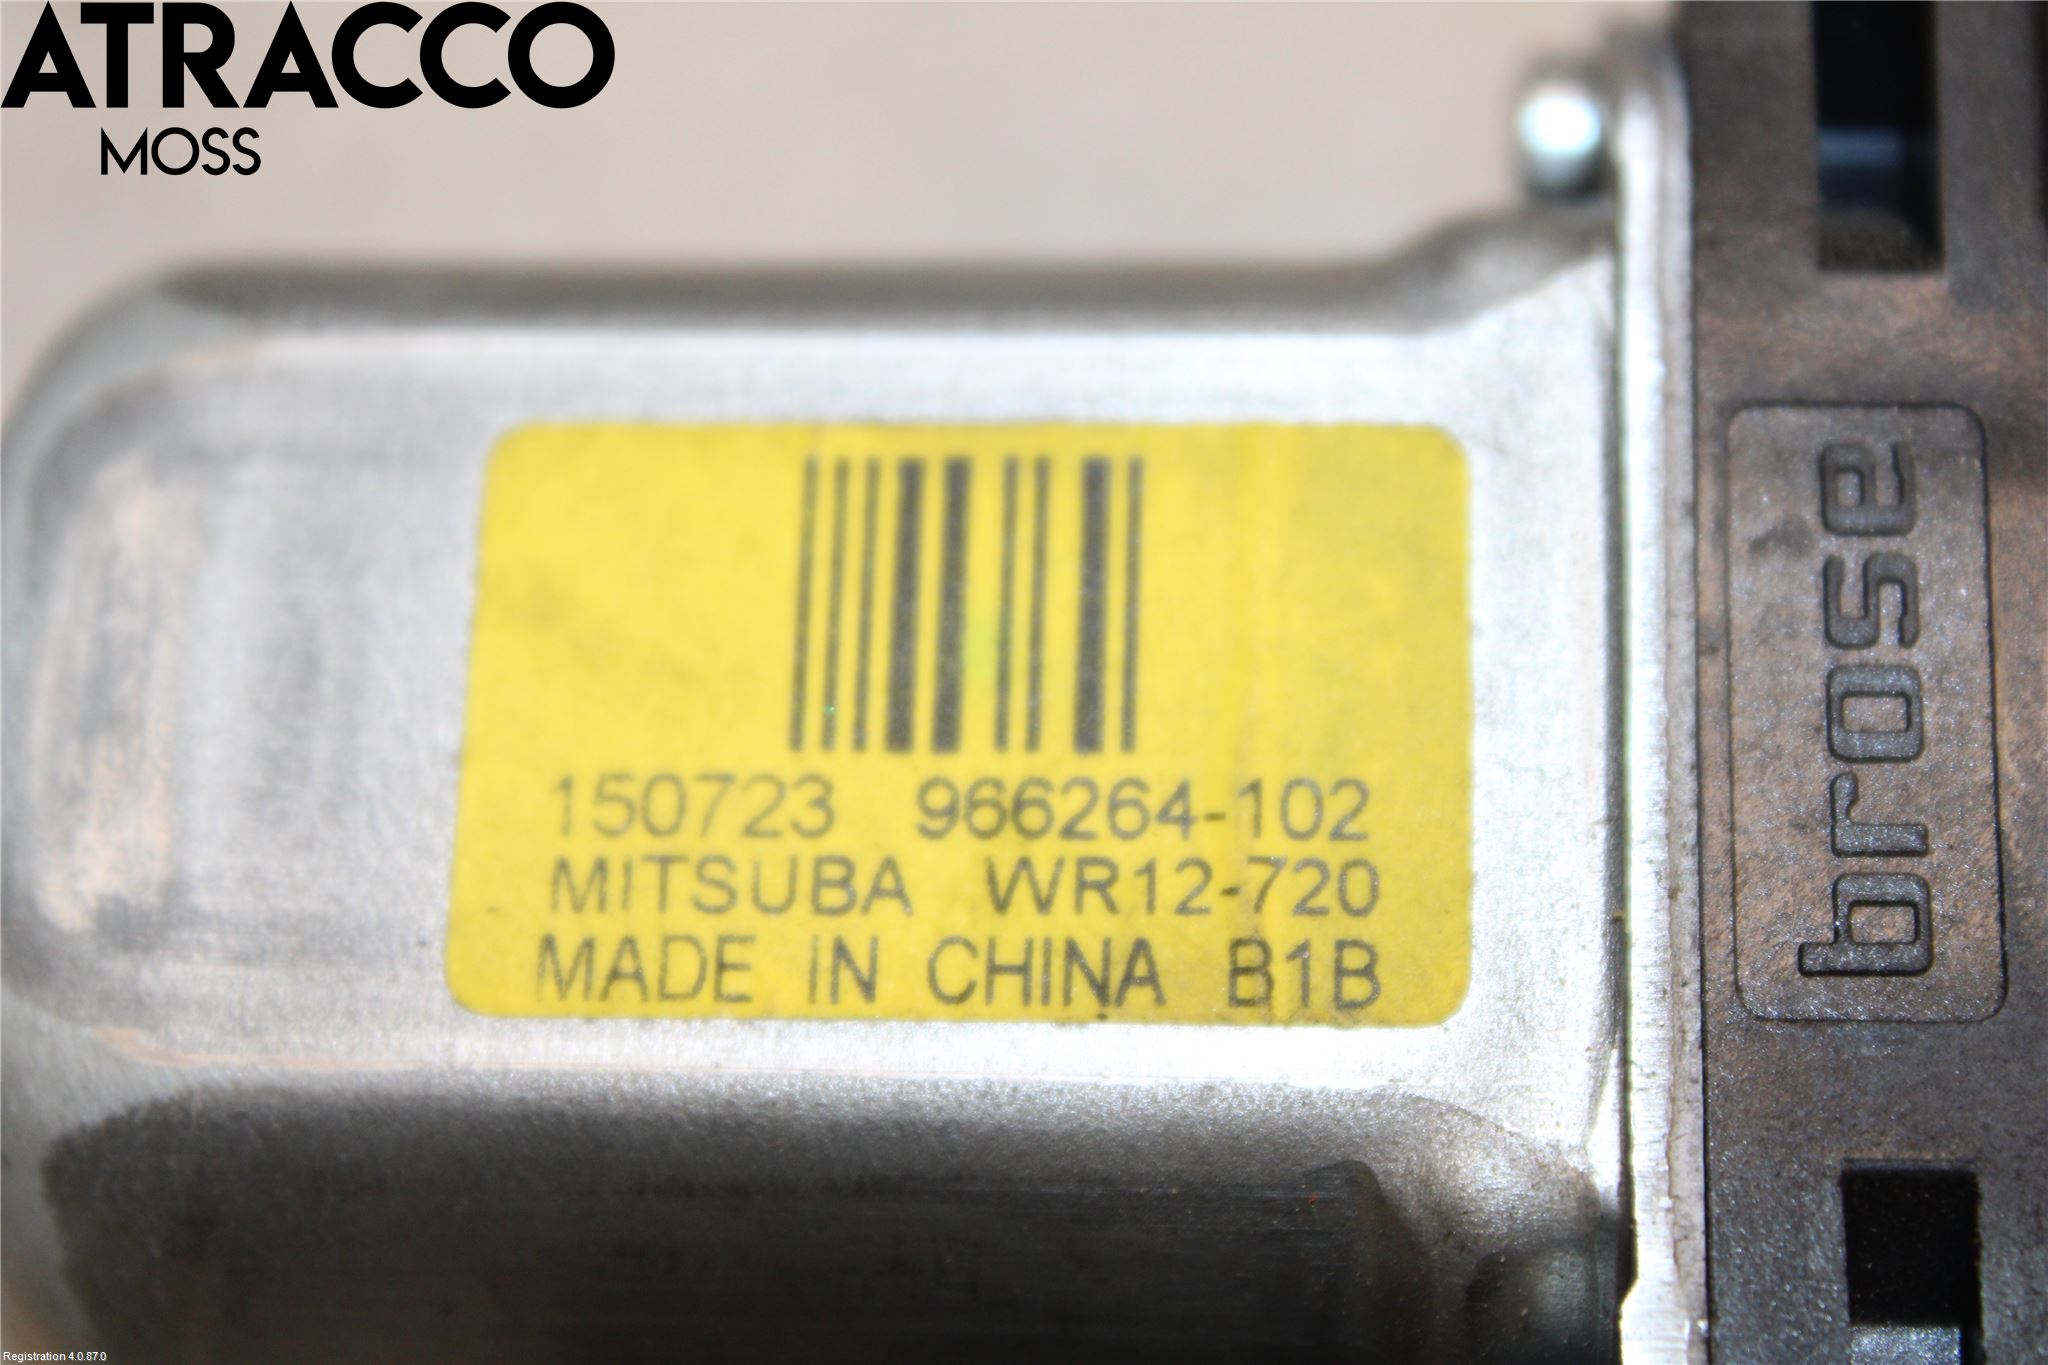 ATRACCO
MOSS
150723 966264-102
MITSUBA WR12-720
MADE IN CHINA B1B
brose
Registration 4.0.87.0